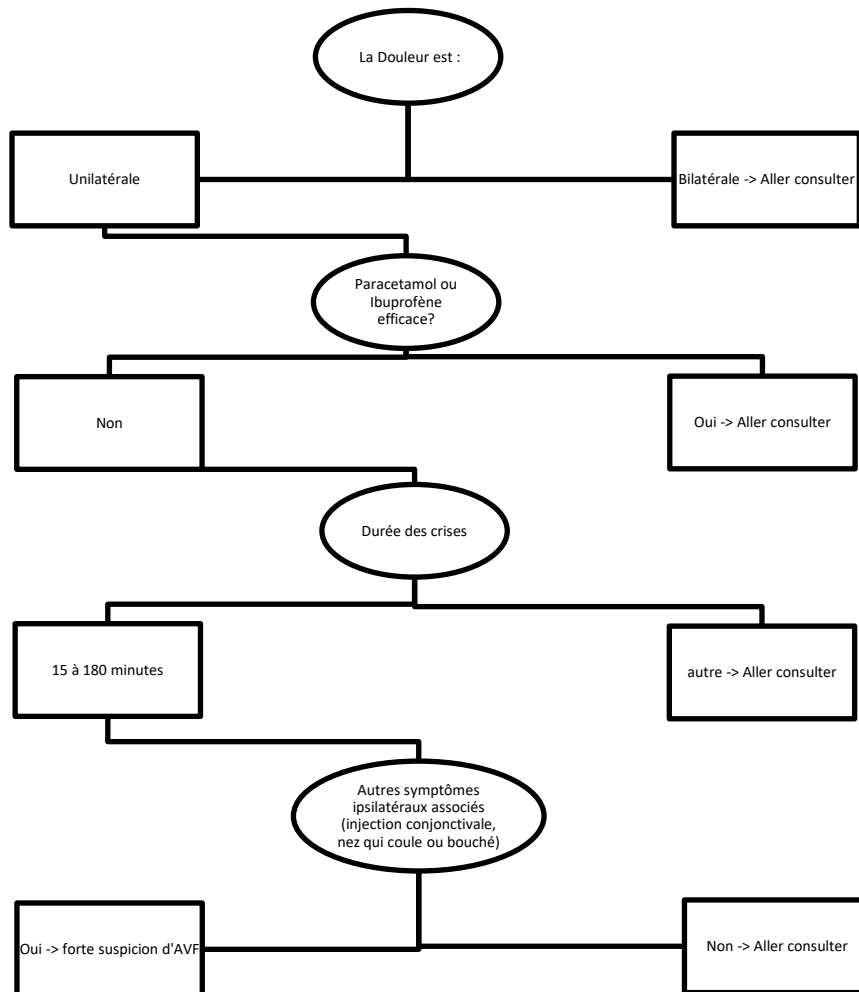 La Douleur est :
Unilatérale
Bilatérale -> Aller consulter
Paracetamol ou
Ibuprofène
efficace?
Non
Oui -> Aller consulter
Durée des crises
15 à 180 minutes
autre -> Aller consulter
Autres symptômes
ipsilatéraux associés
(injection conjonctivale,
nez qui coule ou bouché)
Oui -> forte suspicion d'AVF
Non -> Aller consulter